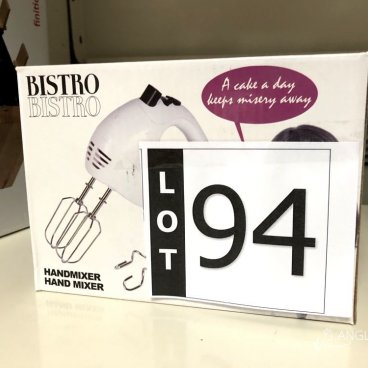 BISTRO
BISTRO
A cake a day
keeps misery away
LOT
94
HANDMIXER
HAND MIXER